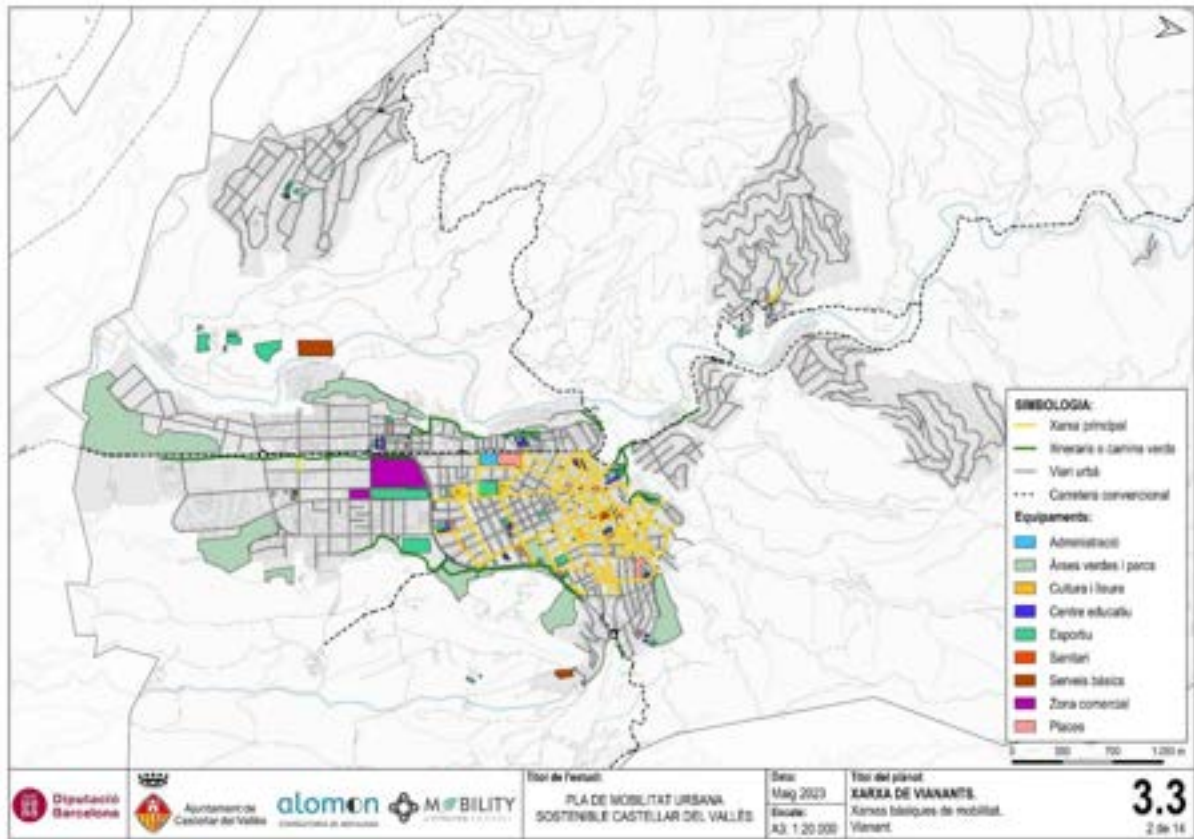 SIMBOLOGIA:
Xarxa principal
Itineraris o camins verds
Viari urbà
Carretera convencional
Equipaments:
Administració
Àrees verdes i parcs
Cultura i lleure
Centre educatiu
Esportiu
Sanitari
Serveis bàsics
Zona comercial
Places
Diputació
Barcelona
Ajuntament de
Castellar del Vallès
alomon
MOBILITY
Títol de l'estudi:
PLA DE MOBILITAT URBANA
SOSTENIBLE CASTELLAR DEL VALLÈS
Data:
Maig 2023
Escala:
A3: 1:20 000
Títol del plànol:
XARXA DE VIANANTS.
Xarxes bàsiques de mobilitat.
Vianant.
3.3
2 de 14